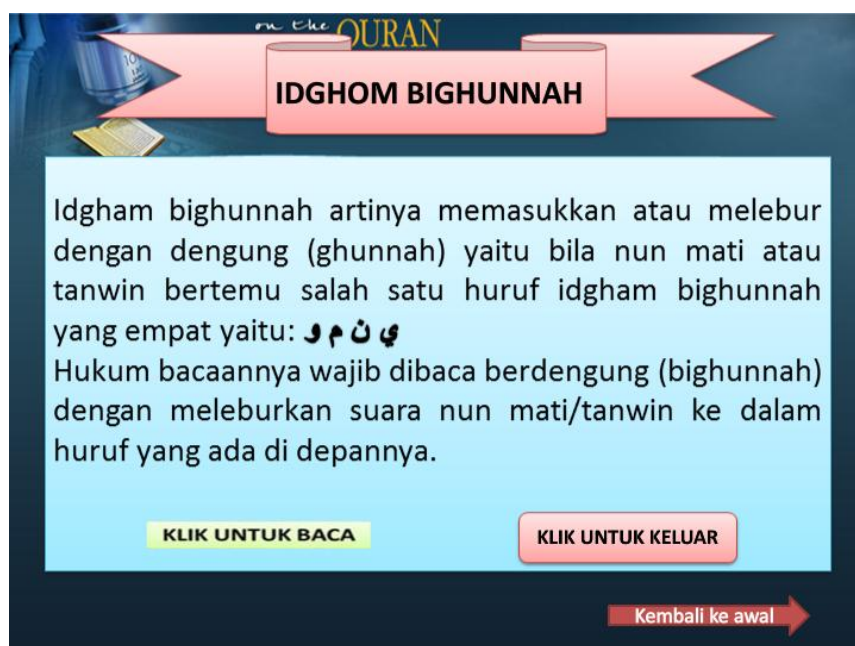 on the QURAN
IDGHOM BIGHUNNAH
Idgham bighunnah artinya memasukkan atau melebur
dengan dengung (ghunnah) yaitu bila nun mati atau
tanwin bertemu salah satu huruf idgham bighunnah
yang empat yaitu: ي ن م و
Hukum bacaannya wajib dibaca berdengung (bighunnah)
dengan meleburkan suara nun mati/tanwin ke dalam
huruf yang ada di depannya.
KLIK UNTUK BACA
KLIK UNTUK KELUAR
Kembali ke awal